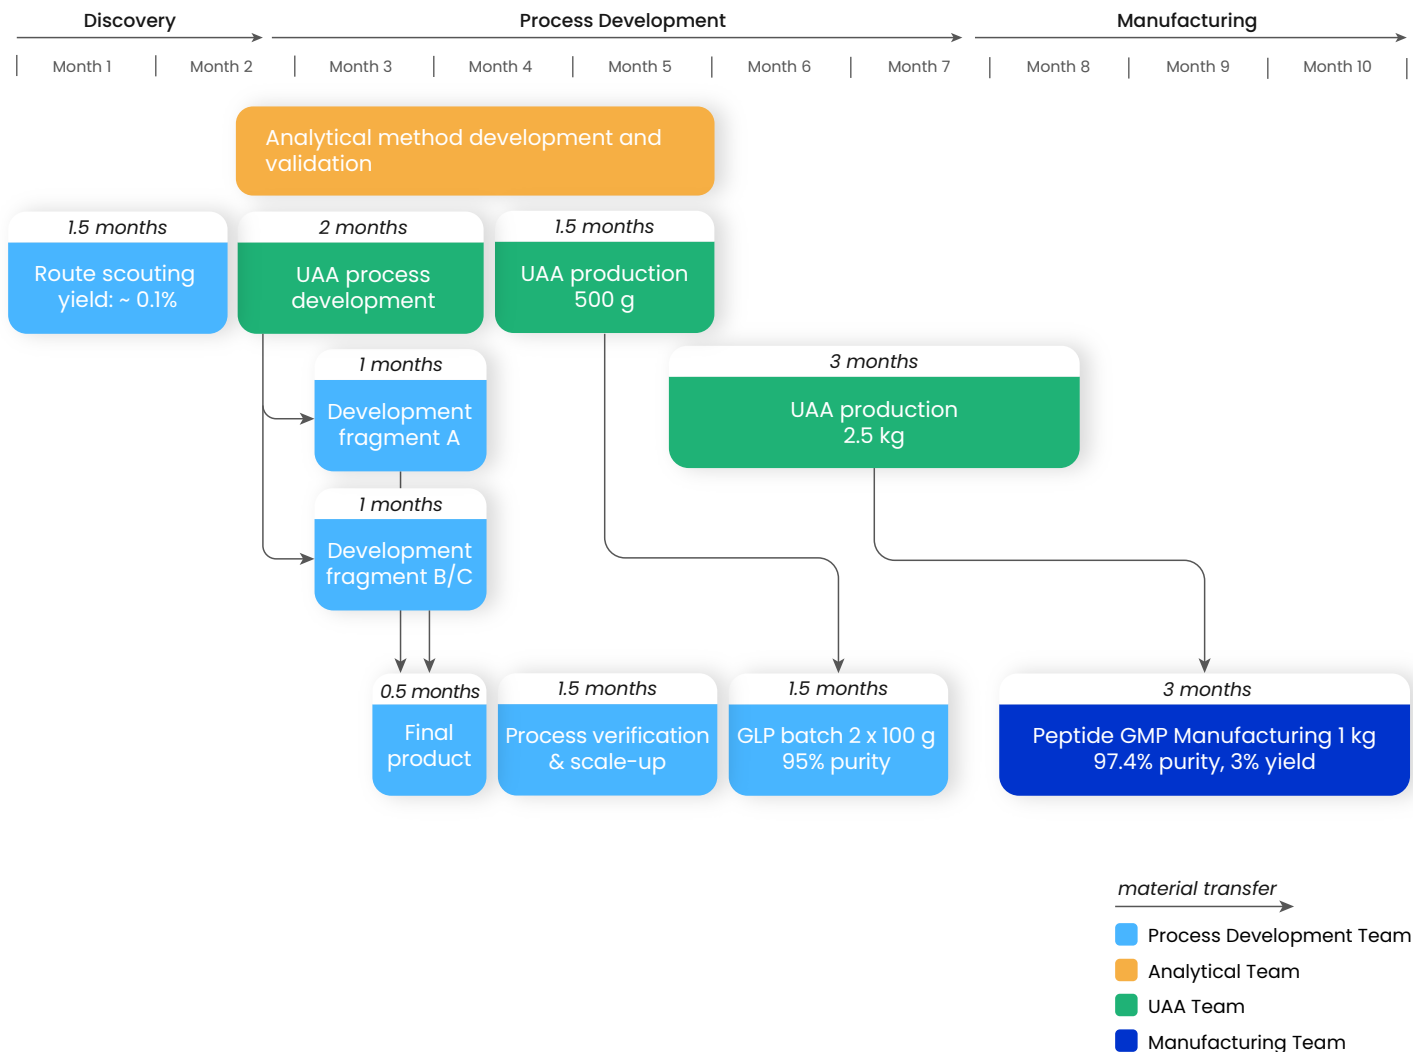 Discovery
Process Development
Manufacturing
Month 1
Month 2
Month 3
Month 4
Month 5
Month 6
Month 7
Month 8
Month 9
Month 10
Analytical method development and
validation
1.5 months
Route scouting
yield: ~ 0.1%
2 months
UAA process
development
1.5 months
UAA production
500 g
1 months
Development
fragment A
3 months
UAA production
2.5 kg
1 months
Development
fragment B/C
0.5 months
Final
product
1.5 months
Process verification
& scale-up
1.5 months
GLP batch 2 x 100 g
95% purity
3 months
Peptide GMP Manufacturing 1 kg
97.4% purity, 3% yield
material transfer
Process Development Team
Analytical Team
UAA Team
Manufacturing Team